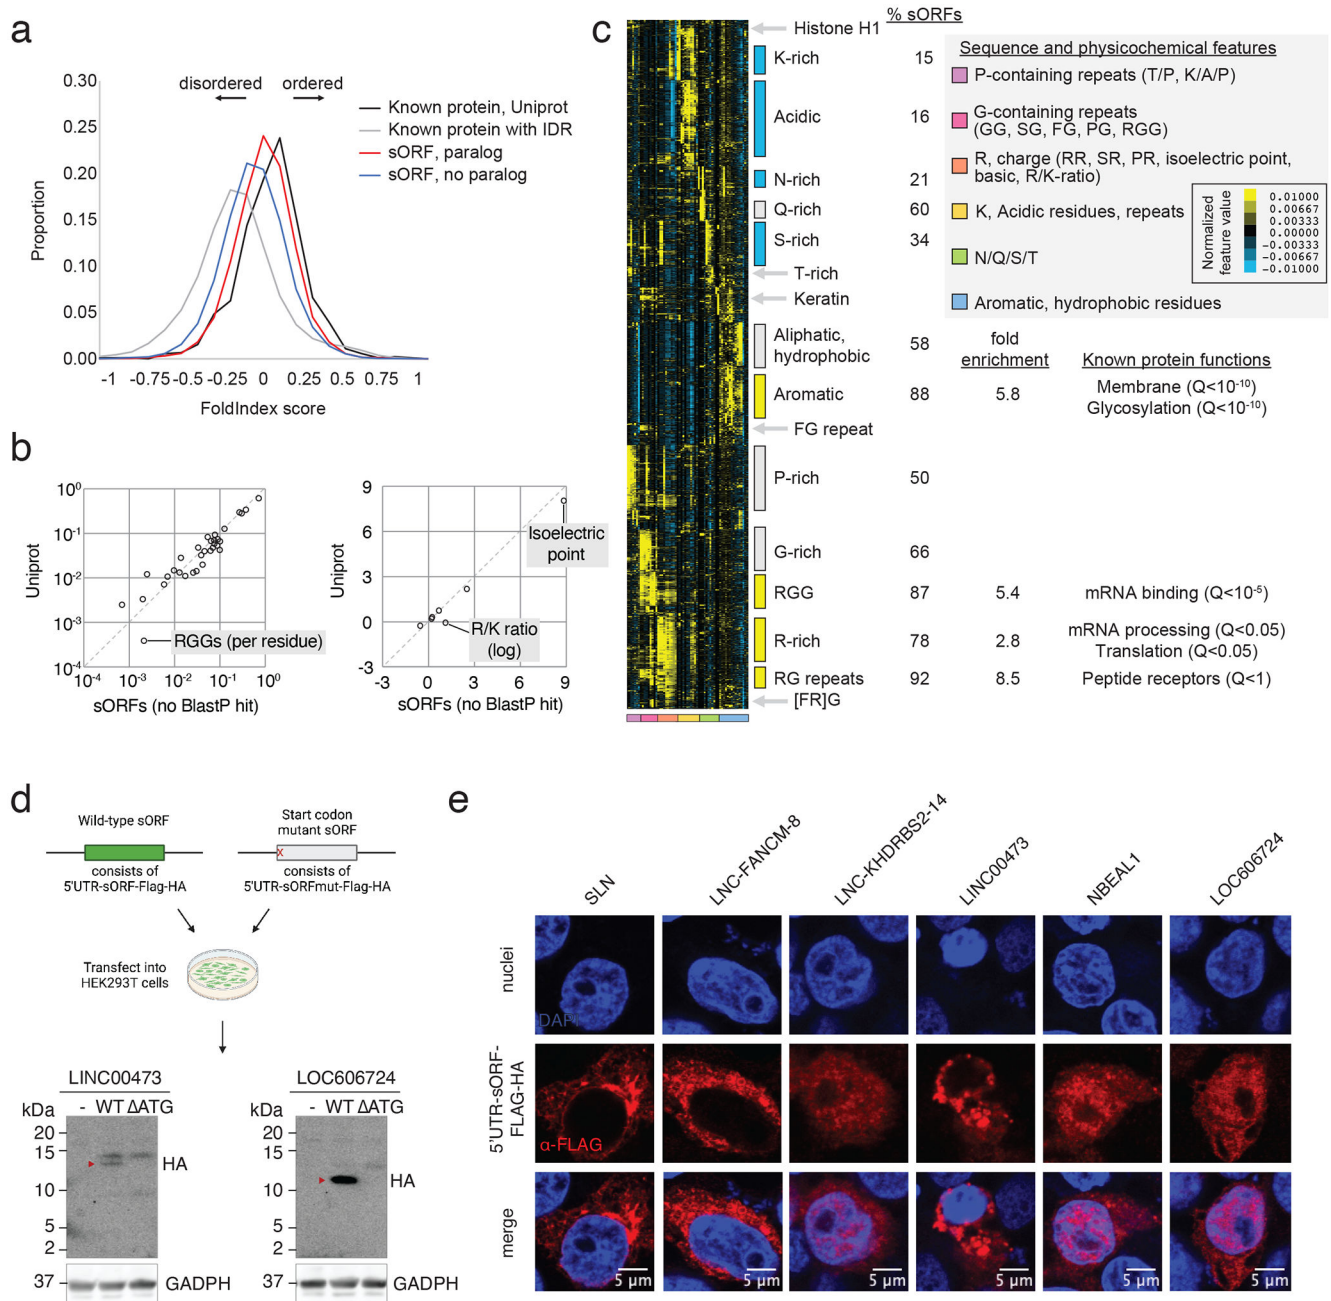 a
0.30
0.25
0.20
0.15
0.10
0.05
0.00
Proportion
disordered
ordered
Known protein, Uniprot
Known protein with IDR
sORF, paralog
sORF, no paralog
-1 -0.75 -0.5 -0.25 0 0.25 0.5 0.75 1
FoldIndex score
b
10⁰
10⁻¹
10⁻²
10⁻³
10⁻⁴
Uniprot
RGGs (per residue)
10⁻⁴ 10⁻³ 10⁻² 10⁻¹ 10⁰
sORFs (no BlastP hit)
9
6
3
0
-3
Uniprot
Isoelectric
point
R/K ratio
(log)
-3 0 3 6 9
sORFs (no BlastP hit)
c
% sORFs
Histone H1
K-rich 15
Acidic 16
N-rich 21
Q-rich 60
S-rich 34
T-rich
Keratin
Aliphatic,
hydrophobic 58
fold
enrichment
Known protein functions
Aromatic 88 5.8
Membrane (Q<10⁻¹⁰)
Glycosylation (Q<10⁻¹⁰)
FG repeat
P-rich 50
G-rich 66
RGG 87 5.4 mRNA binding (Q<10⁻⁵)
R-rich 78 2.8
mRNA processing (Q<0.05)
Translation (Q<0.05)
RG repeats 92 8.5 Peptide receptors (Q<1)
[FR]G
Sequence and physicochemical features
P-containing repeats (T/P, K/A/P)
G-containing repeats
(GG, SG, FG, PG, RGG)
R, charge (RR, SR, PR, isoelectric point,
basic, R/K-ratio)
K, Acidic residues, repeats
N/Q/S/T
Aromatic, hydrophobic residues
Normalized
feature value
0.01000
0.00667
0.00333
0.00000
-0.00333
-0.00667
-0.01000
d
Wild-type sORF
Start codon
mutant sORF
x
consists of
5'UTR-sORF-Flag-HA
consists of
5'UTR-sORFmut-Flag-HA
Transfect into
HEK293T cells
LINC00473
kDa - WT ΔATG
20
15
10
5
2
HA
37
GADPH
LOC606724
kDa - WT ΔATG
20
15
10
5
2
HA
37
GADPH
e
SLN
LNC-FANCM-8
LNC-KHDRBS2-14
LINC00473
NBEAL1
LOC606724
nuclei
DAPI
5'UTR-sORF-
FLAG-HA
α-FLAG
merge
5 μm
5 μm
5 μm
5 μm
5 μm
5 μm